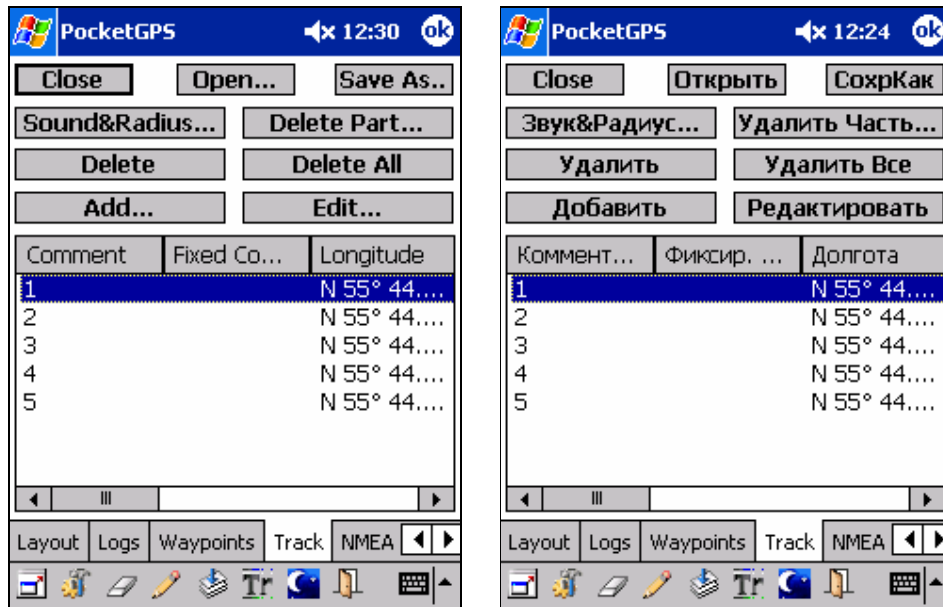 PocketGPS 12:30 ok
Close Open... Save As..
Sound&Radius... Delete Part...
Delete Delete All
Add... Edit...
Comment Fixed Co... Longitude
1 N 55° 44....
2 N 55° 44....
3 N 55° 44....
4 N 55° 44....
5 N 55° 44....
Layout Logs Waypoints Track NMEA
Tr
PocketGPS 12:24 ok
Close Открыть СохрКак
Звук&Радиус... Удалить Часть...
Удалить Удалить Все
Добавить Редактировать
Коммент... Фиксир. ... Долгота
1 N 55° 44....
2 N 55° 44....
3 N 55° 44....
4 N 55° 44....
5 N 55° 44....
Layout Logs Waypoints Track NMEA
Tr